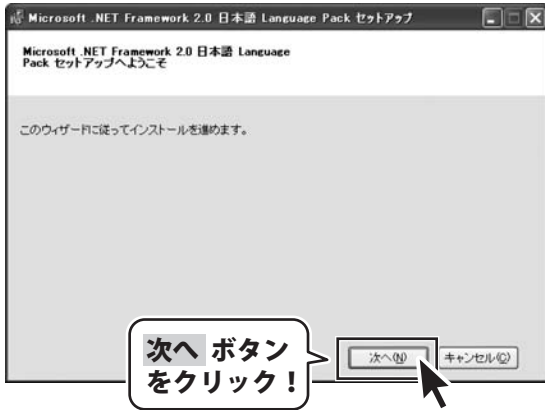 Microsoft .NET Framework 2.0 日本語 Language Pack セットアップ
Microsoft .NET Framework 2.0 日本語 Language
Pack セットアップへようこそ
このウィザードに従ってインストールを進めます。
次へ ボタン
をクリック！
次へ(N)
キャンセル(C)